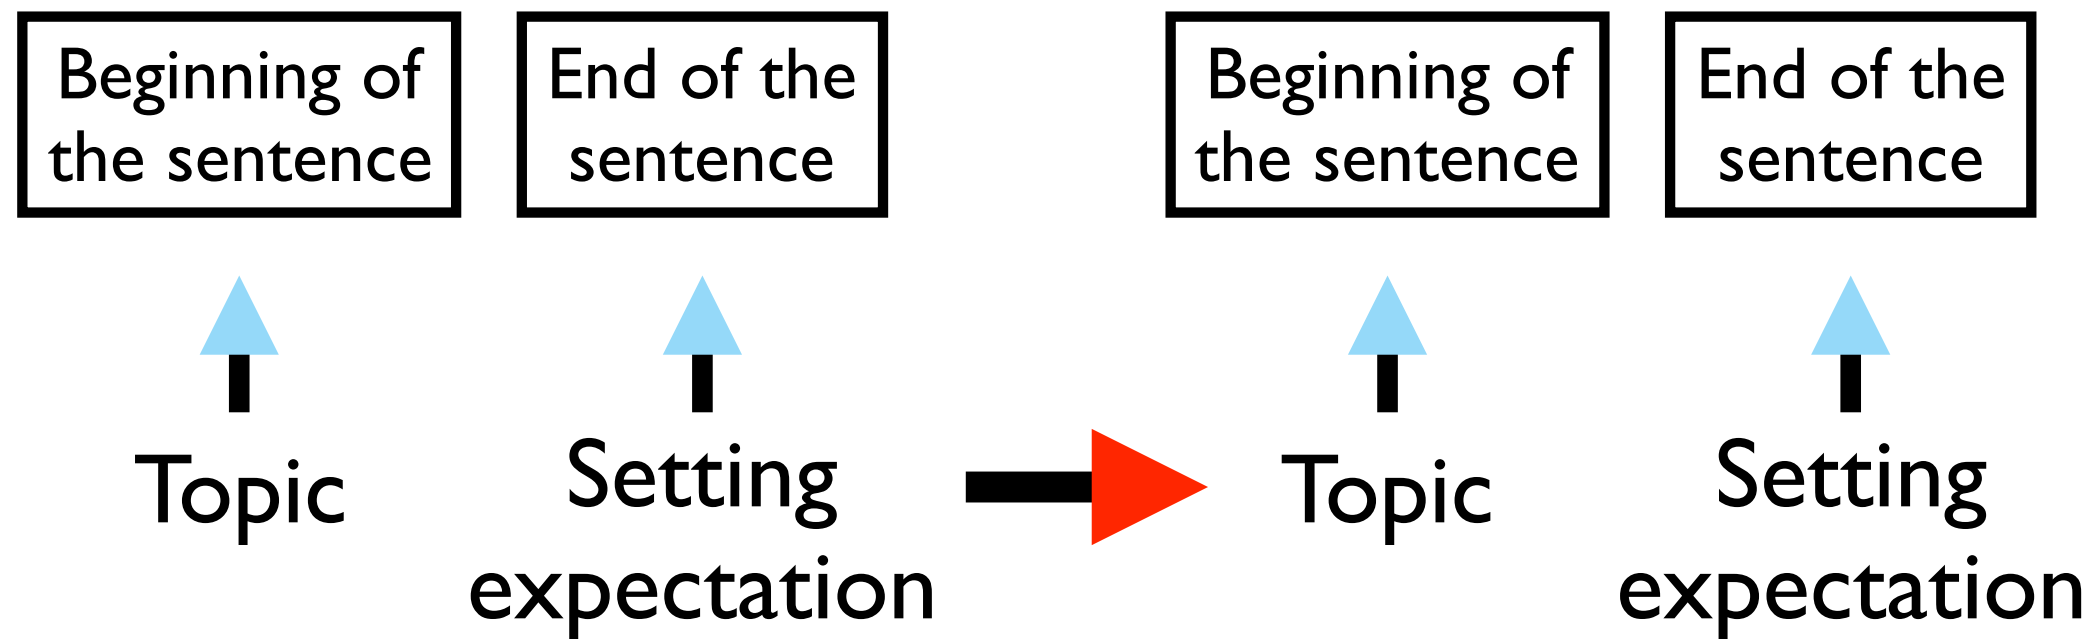 Beginning of
the sentence
End of the
sentence
Beginning of
the sentence
End of the
sentence
Topic
Setting
expectation
Topic
Setting
expectation